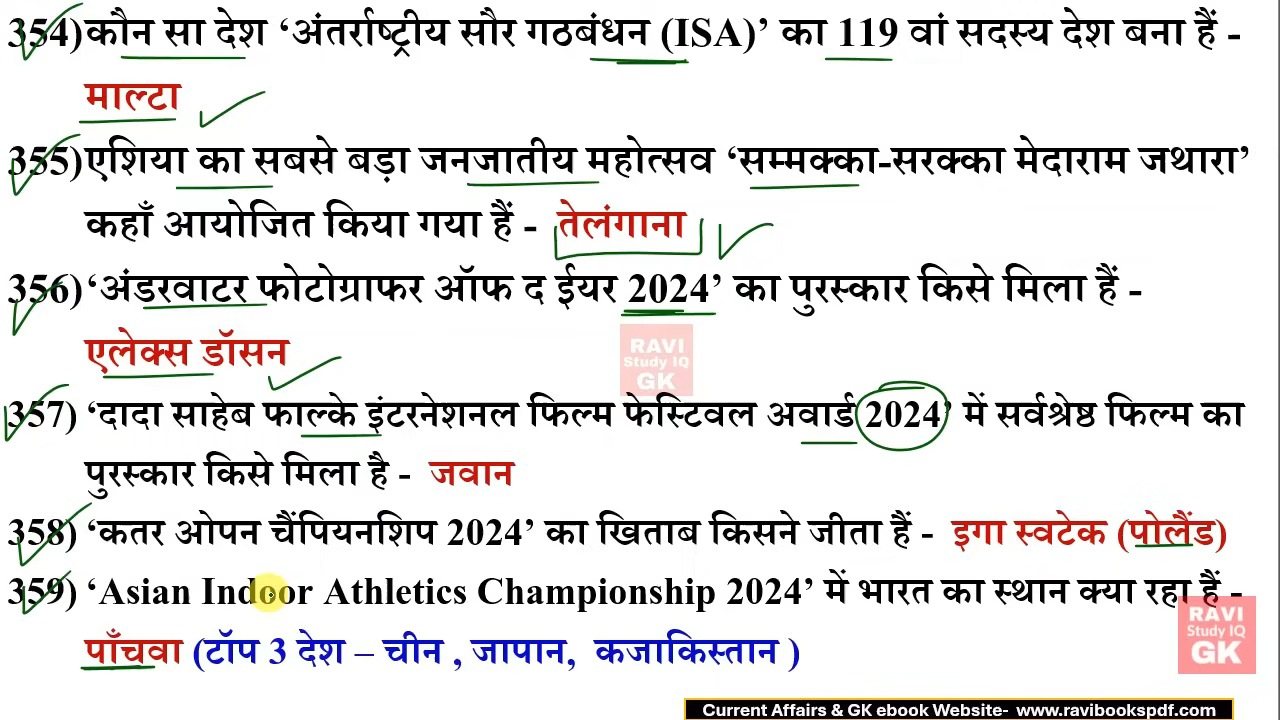 354) कौन सा देश ‘अंतर्राष्ट्रीय सौर गठबंधन (ISA)’ का 119 वां सदस्य देश बना हैं -
माल्टा
355) एशिया का सबसे बड़ा जनजातीय महोत्सव ‘सम्मक्का-सरक्का मेदाराम जथारा’
कहाँ आयोजित किया गया हैं - तेलंगाना
356) ‘अंडरवाटर फोटोग्राफर ऑफ द ईयर 2024’ का पुरस्कार किसे मिला हैं -
एलेक्स डॉसन
RAVI
Study IQ
GK
357) ‘दादा साहेब फाल्के इंटरनेशनल फिल्म फेस्टिवल अवार्ड 2024’ में सर्वश्रेष्ठ फिल्म का
पुरस्कार किसे मिला है - जवान
358) ‘कतर ओपन चैंपियनशिप 2024’ का खिताब किसने जीता हैं - इगा स्वटेक (पोलैंड)
359) ‘Asian Indoor Athletics Championship 2024’ में भारत का स्थान क्या रहा हैं -
पाँचवा (टॉप 3 देश – चीन , जापान, कजाकिस्तान )
RAVI
Study IQ
GK
Current Affairs & GK ebook Website- www.ravibookspdf.com